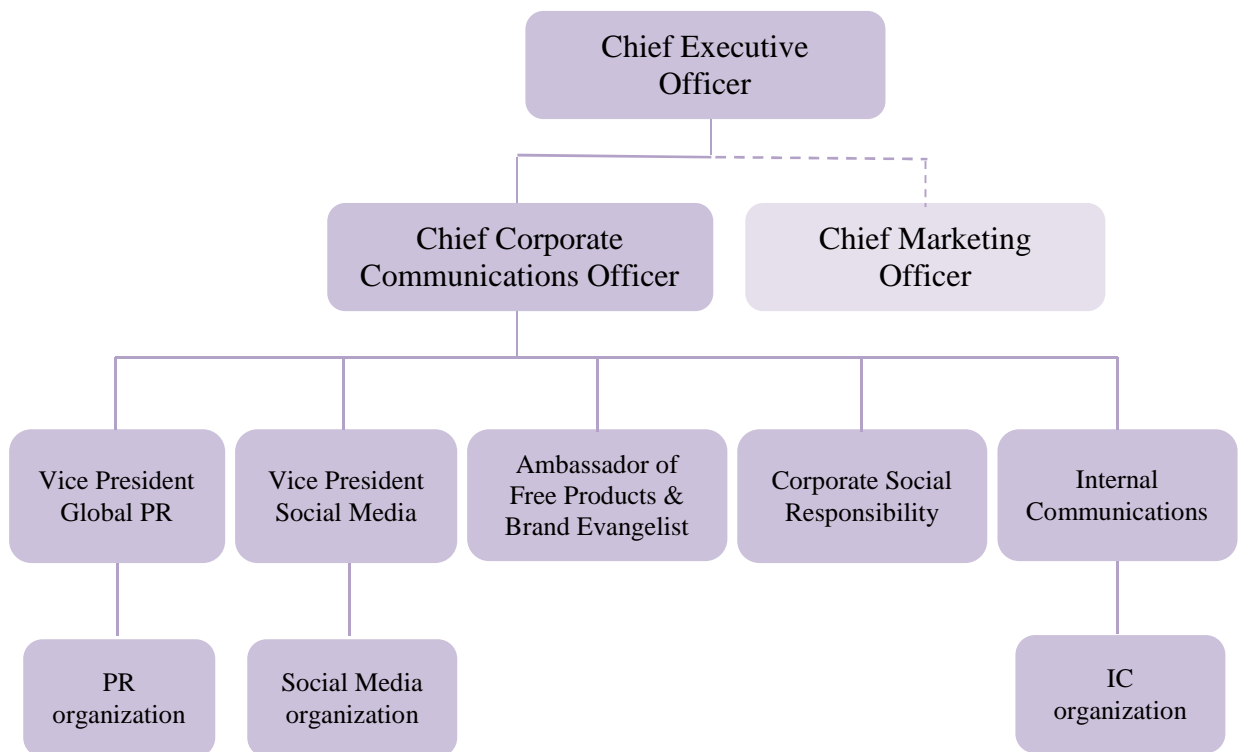 Chief Executive
Officer
Chief Corporate
Communications Officer
Chief Marketing
Officer
Vice President
Global PR
Vice President
Social Media
Ambassador of
Free Products &
Brand Evangelist
Corporate Social
Responsibility
Internal
Communications
PR
organization
Social Media
organization
IC
organization